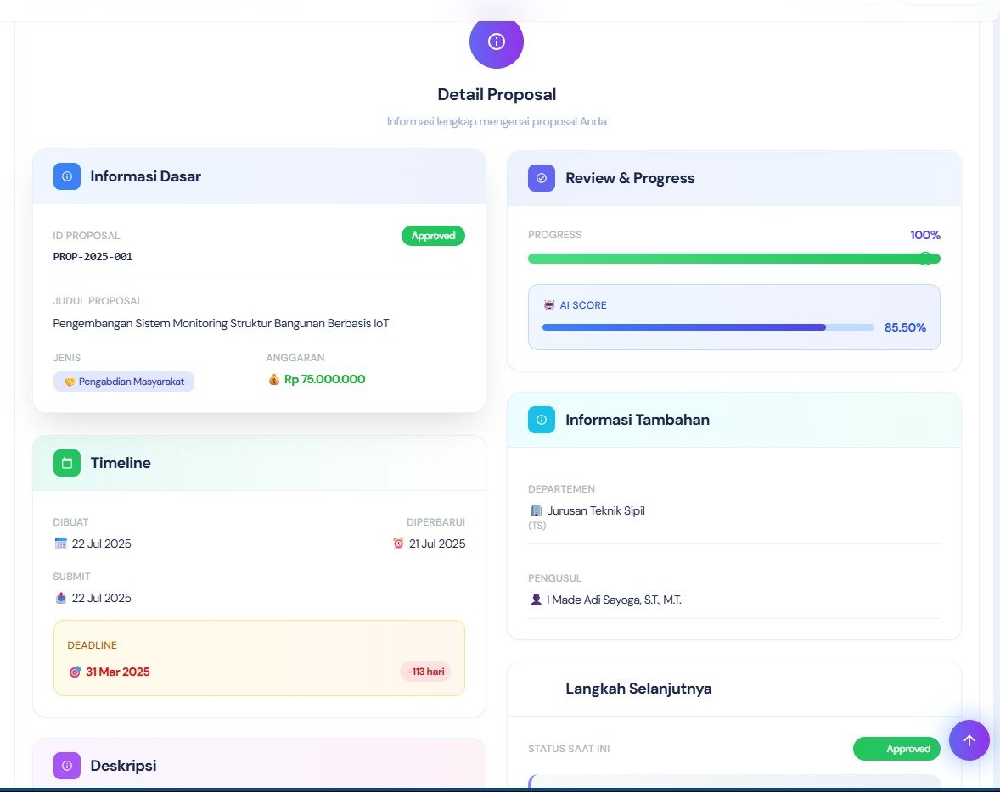 Detail Proposal
Informasi lengkap mengenai proposal Anda
Informasi Dasar
ID PROPOSAL
Approved
PROP-2025-001
JUDUL PROPOSAL
Pengembangan Sistem Monitoring Struktur Bangunan Berbasis IoT
JENIS
ANGGARAN
Pengabdian Masyarakat
Rp 75.000.000
Timeline
DIBUAT
DIPERBARUI
22 Jul 2025
21 Jul 2025
SUBMIT
22 Jul 2025
DEADLINE
31 Mar 2025
-113 hari
Deskripsi
Review & Progress
PROGRESS
100%
AI SCORE
85.50%
Informasi Tambahan
DEPARTEMEN
Jurusan Teknik Sipil
(TS)
PENGUSUL
I Made Adi Sayoga, S.T., M.T.
Langkah Selanjutnya
STATUS SAAT INI
Approved